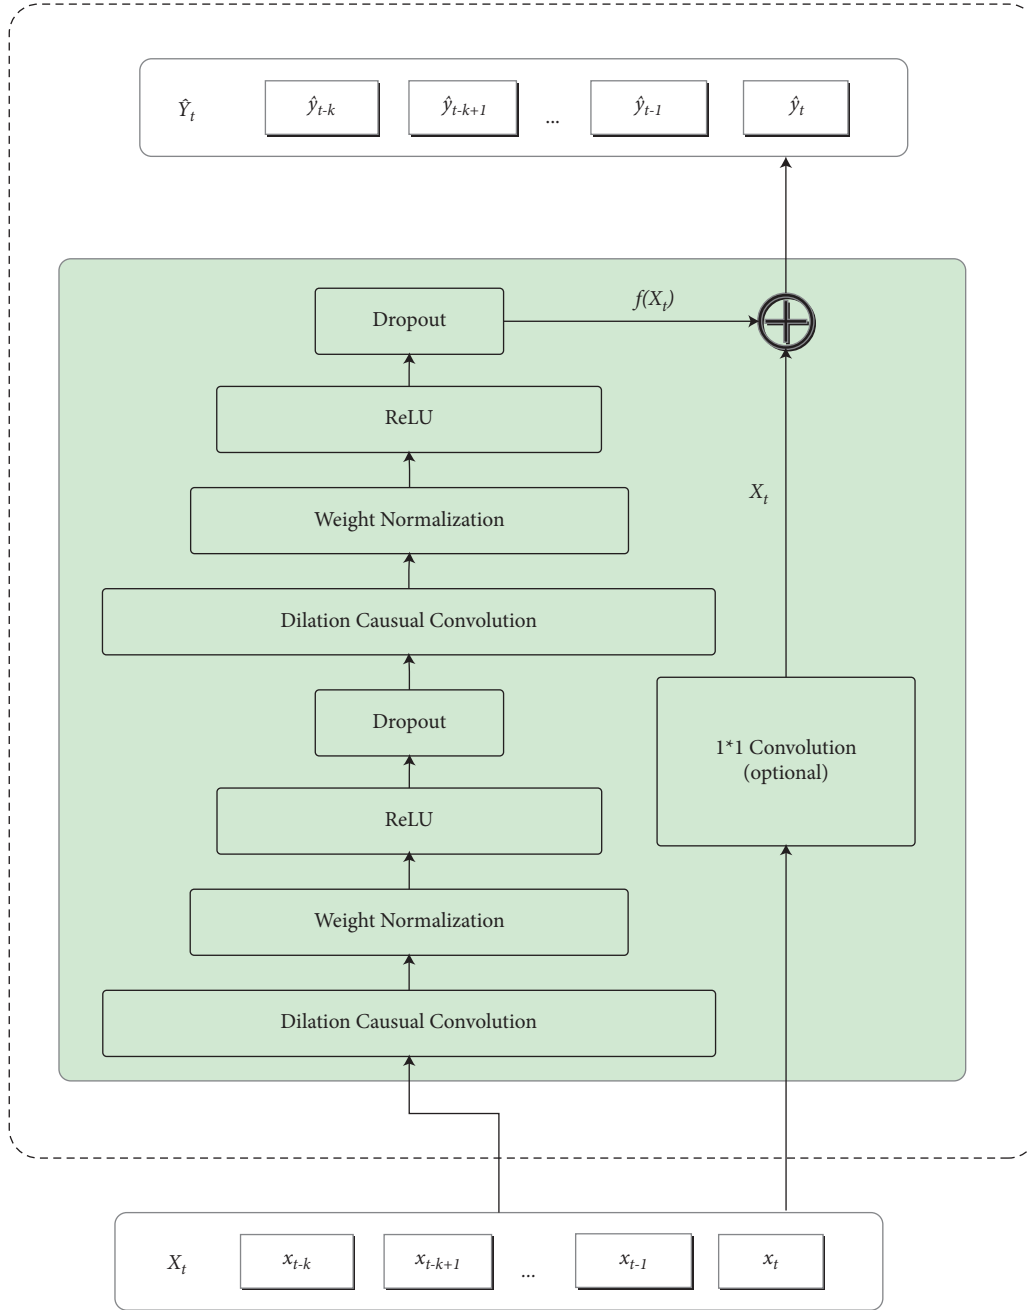 Ŷt ŷt-k ŷt-k+1 ... ŷt-1 ŷt
Dropout
f(Xt)
ReLU
Weight Normalization
Xt
Dilation Causual Convolution
Dropout
1*1 Convolution
(optional)
ReLU
Weight Normalization
Dilation Causual Convolution
Xt xt-k xt-k+1 ... xt-1 xt